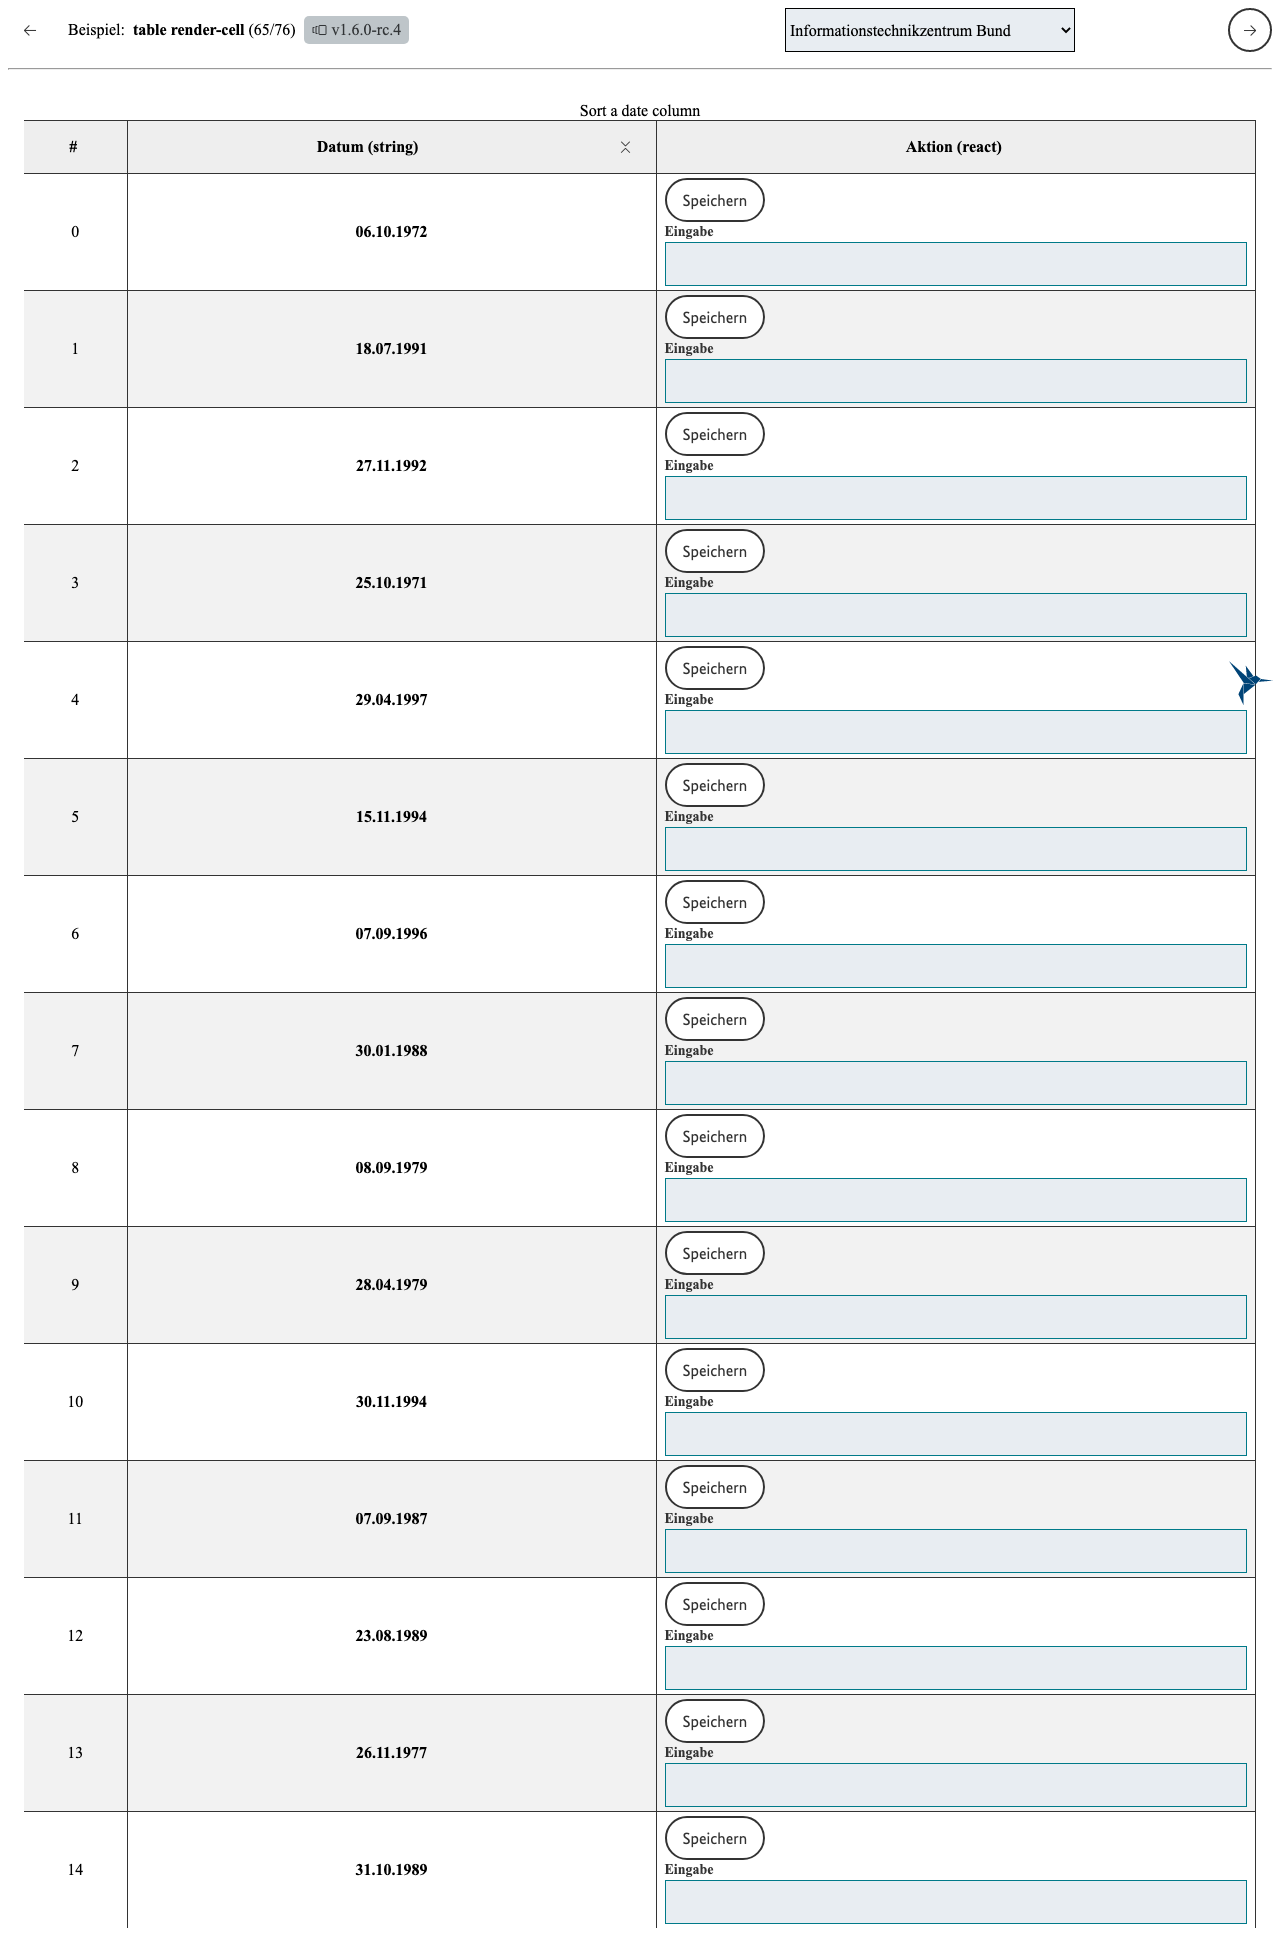 Beispiel: table render-cell (65/76) v1.6.0-rc.4 Informationstechnikzentrum Bund
Sort a date column
# Datum (string) Aktion (react)
Speichern
0 06.10.1972 Eingabe
Speichern
1 18.07.1991 Eingabe
Speichern
2 27.11.1992 Eingabe
Speichern
3 25.10.1971 Eingabe
Speichern
4 29.04.1997 Eingabe
Speichern
5 15.11.1994 Eingabe
Speichern
6 07.09.1996 Eingabe
Speichern
7 30.01.1988 Eingabe
Speichern
8 08.09.1979 Eingabe
Speichern
9 28.04.1979 Eingabe
Speichern
10 30.11.1994 Eingabe
Speichern
11 07.09.1987 Eingabe
Speichern
12 23.08.1989 Eingabe
Speichern
13 26.11.1977 Eingabe
Speichern
14 31.10.1989 Eingabe